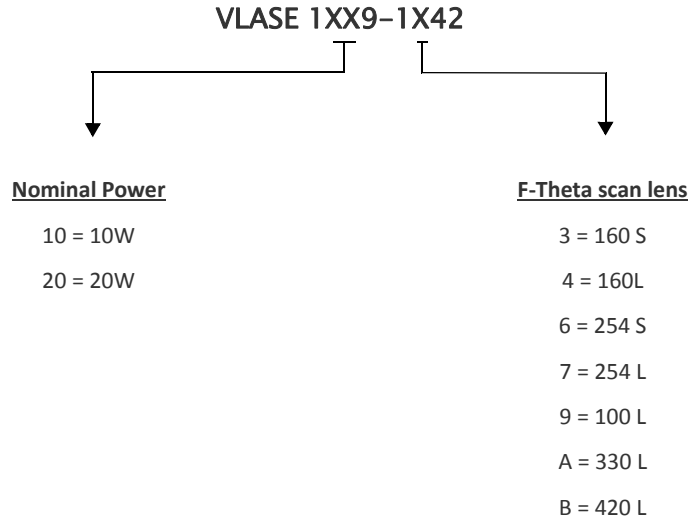 VLASE 1XX9-1X42
Nominal Power
10 = 10W
20 = 20W
F-Theta scan lens
3 = 160 S
4 = 160L
6 = 254 S
7 = 254 L
9 = 100 L
A = 330 L
B = 420 L